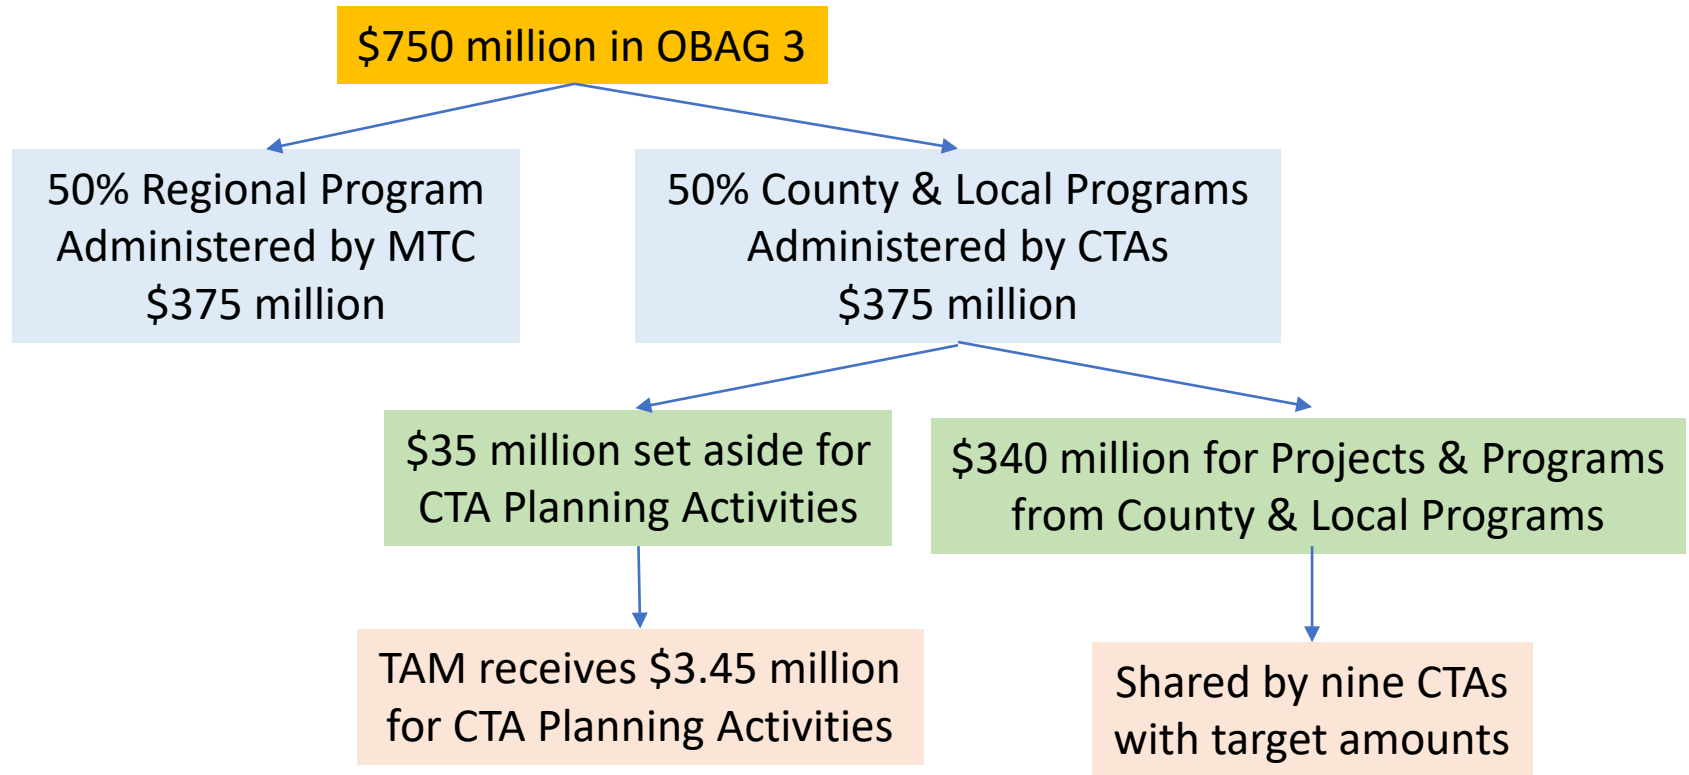 $750 million in OBAG 3
50% Regional Program
Administered by MTC
$375 million
50% County & Local Programs
Administered by CTAs
$375 million
$35 million set aside for
CTA Planning Activities
$340 million for Projects & Programs
from County & Local Programs
TAM receives $3.45 million
for CTA Planning Activities
Shared by nine CTAs
with target amounts